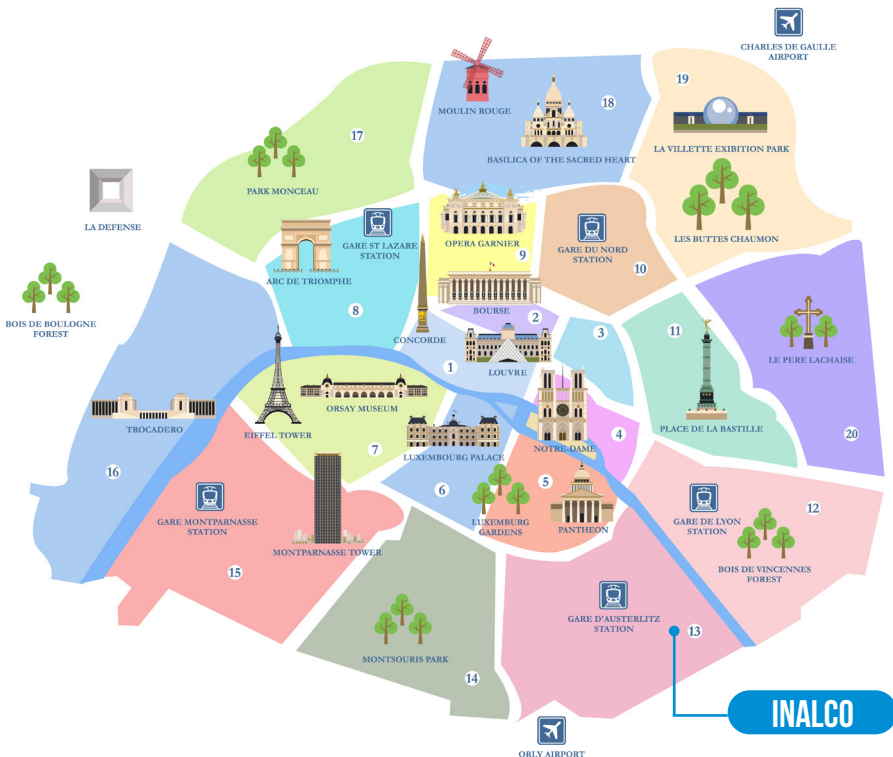 CHARLES DE GAULLE
AIRPORT
19
MOULIN ROUGE
18
17
BASILICA OF THE SACRED HEART
LA VILLETTE EXIBITION PARK
PARK MONCEAU
LA DEFENSE
GARE ST LAZARE
STATION
OPERA GARNIER
GARE DU NORD
STATION
LES BUTTES CHAUMON
9
10
ARC DE TRIOMPHE
8
BOURSE
2
3
11
BOIS DE BOULOGNE
FOREST
CONCORDE
1
LOUVRE
LE PERE LACHAISE
ORSAY MUSEUM
TROCADERO
EIFFEL TOWER
7
LUXEMBOURG PALACE
NOTRE-DAME
4
PLACE DE LA BASTILLE
20
16
6
5
12
GARE MONTPARNASSE
STATION
LUXEMBURG
GARDENS
PANTHEON
GARE DE LYON
STATION
MONTPARNASSE TOWER
BOIS DE VINCENNES
FOREST
15
GARE D'AUSTERLITZ
STATION
13
MONTSOURIS PARK
14
INALCO
ORLY AIRPORT